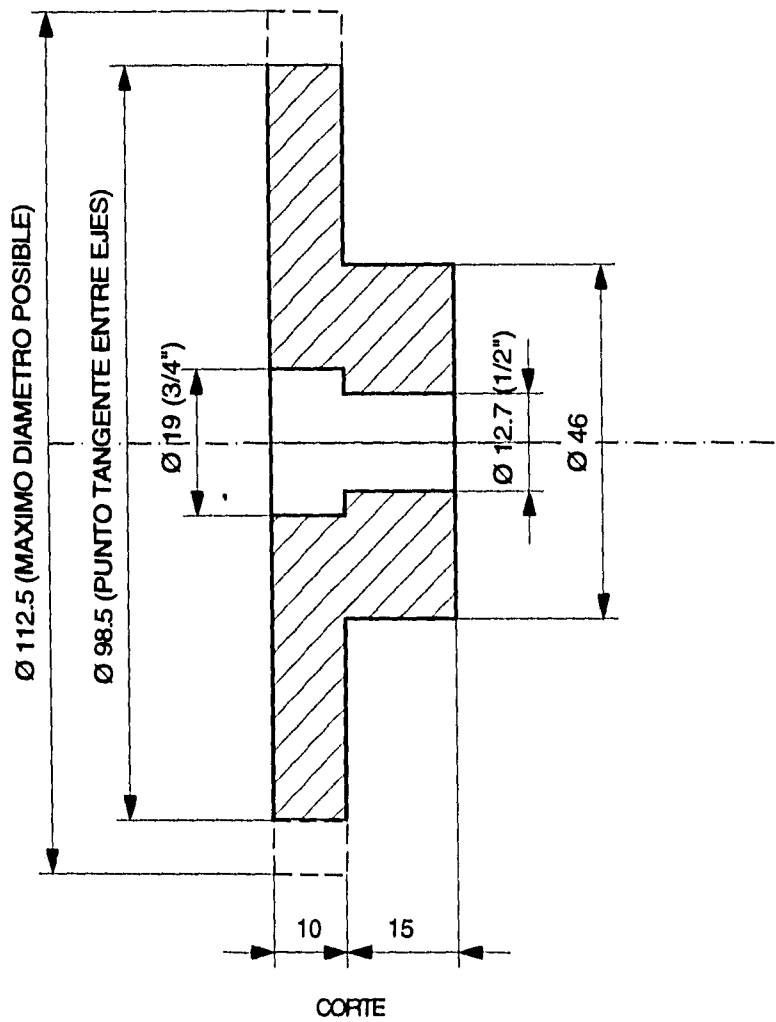 Ø 112.5 (MAXIMO DIAMETRO POSIBLE)
Ø 98.5 (PUNTO TANGENTE ENTRE EJES)
Ø 19 (3/4")
Ø 12.7 (1/2")
Ø 46
10
15
CORTE